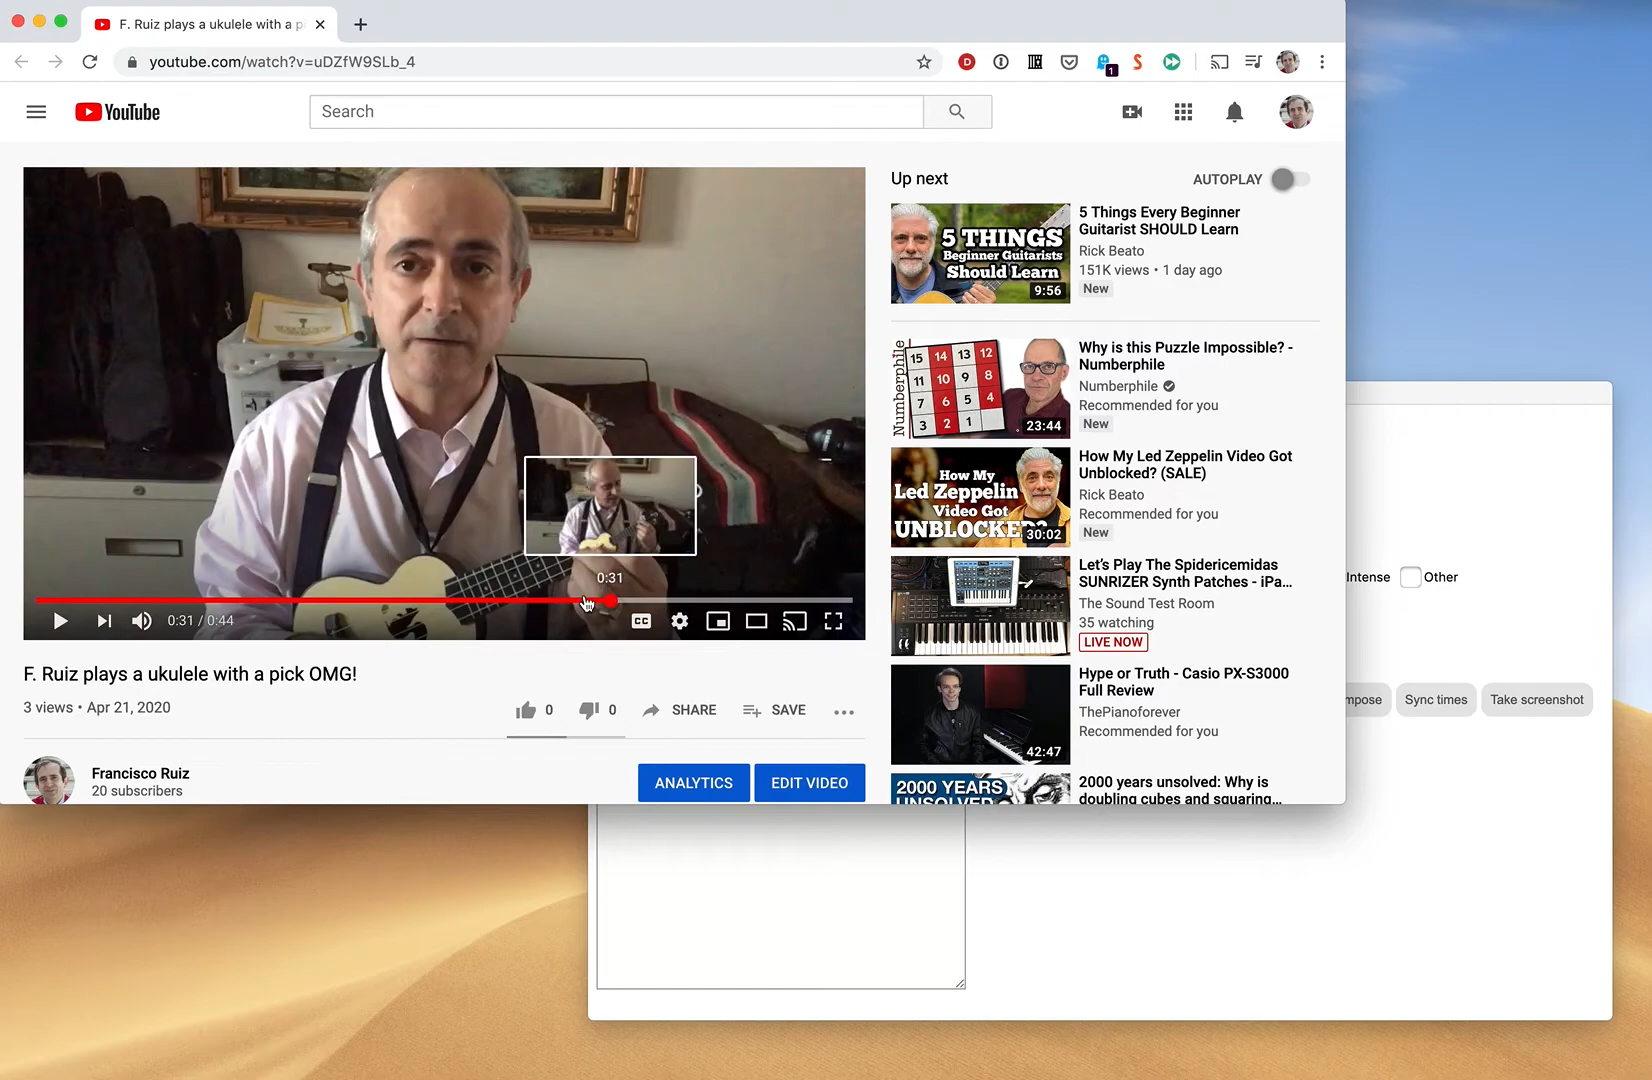 F. Ruiz plays a ukulele with a p
youtube.com/watch?v=uDZfW9SLb_4
D
1
S
YouTube
Search
0:31
0:31 / 0:44
CC
F. Ruiz plays a ukulele with a pick OMG!
3 views • Apr 21, 2020
0
0
SHARE
SAVE
Francisco Ruiz
20 subscribers
ANALYTICS
EDIT VIDEO
Up next
AUTOPLAY
5 THINGS
Beginner Guitarists
Should Learn
9:56
5 Things Every Beginner
Guitarist SHOULD Learn
Rick Beato
151K views • 1 day ago
New
Numberphile
15 14 13 12
11 10 9 8
7 6 5 4
3 2 1
23:44
Why is this Puzzle Impossible? -
Numberphile
Numberphile
Recommended for you
New
How My
Led Zeppelin
Video Got
UNBLOCKED?
30:02
How My Led Zeppelin Video Got
Unblocked? (SALE)
Rick Beato
Recommended for you
New
Let's Play The Spidericemidas
SUNRIZER Synth Patches - iPa...
The Sound Test Room
35 watching
LIVE NOW
42:47
Hype or Truth - Casio PX-S3000
Full Review
ThePianoforever
Recommended for you
2000 YEARS
UNSOLVED
2000 years unsolved: Why is
doubling cubes and squaring...
Intense
Other
mpose
Sync times
Take screenshot